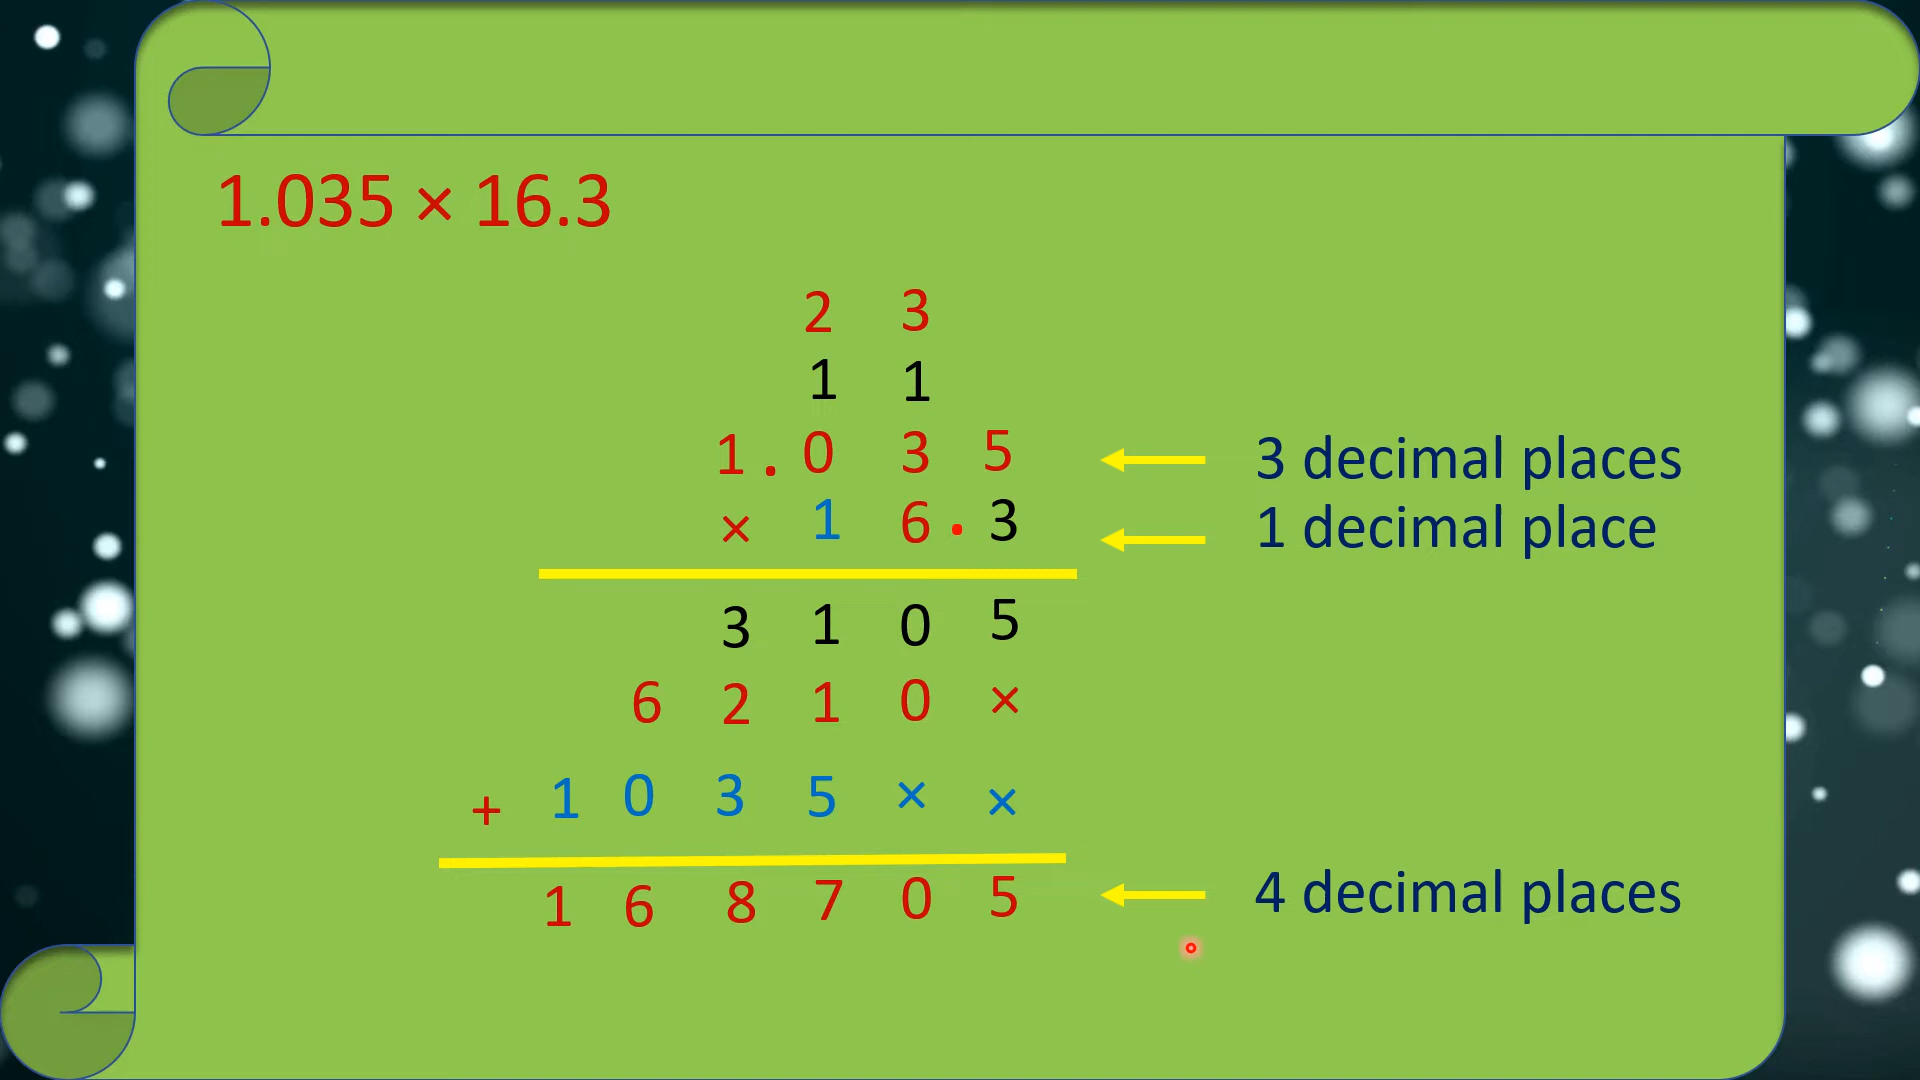 1.035 × 16.3
2 3
1 1
1.0 3 5 3 decimal places
× 1 6.3 1 decimal place
3 1 0 5
6 2 1 0 ×
+ 1 0 3 5 × ×
1 6 8 7 0 5 4 decimal places